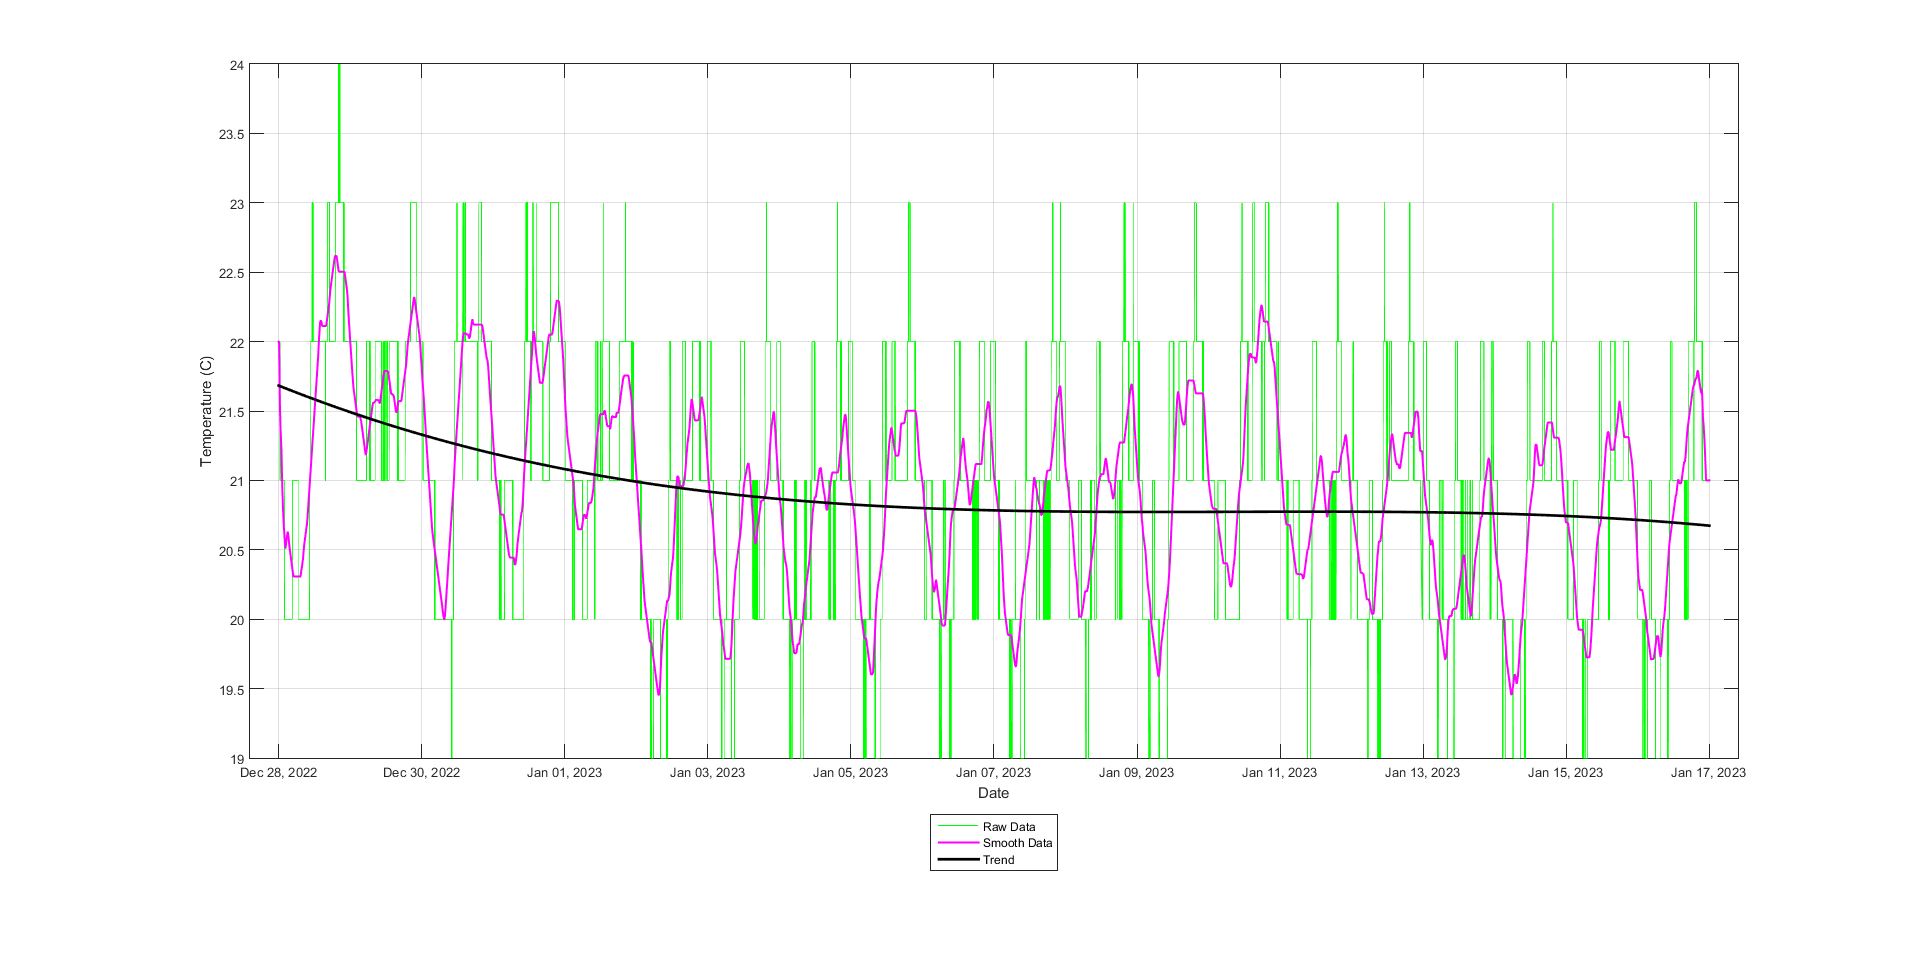 24
23.5
23
22.5
22
21.5
21
20.5
20
19.5
19
Temperature (C)
Dec 28, 2022 Dec 30, 2022 Jan 01, 2023 Jan 03, 2023 Jan 05, 2023 Jan 07, 2023 Jan 09, 2023 Jan 11, 2023 Jan 13, 2023 Jan 15, 2023 Jan 17, 2023
Date
Raw Data
Smooth Data
Trend